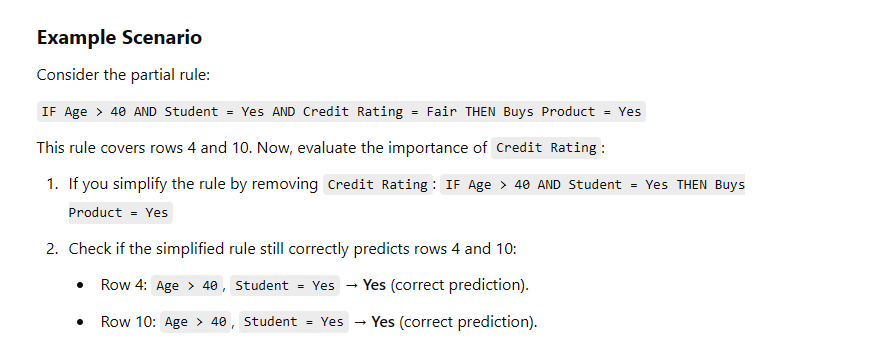 Example Scenario
Consider the partial rule:
IF Age > 40 AND Student = Yes AND Credit Rating = Fair THEN Buys Product = Yes
This rule covers rows 4 and 10. Now, evaluate the importance of Credit Rating :
1. If you simplify the rule by removing Credit Rating : IF Age > 40 AND Student = Yes THEN Buys
Product = Yes
2. Check if the simplified rule still correctly predicts rows 4 and 10:
• Row 4: Age > 40 , Student = Yes → Yes (correct prediction).
• Row 10: Age > 40 , Student = Yes → Yes (correct prediction).